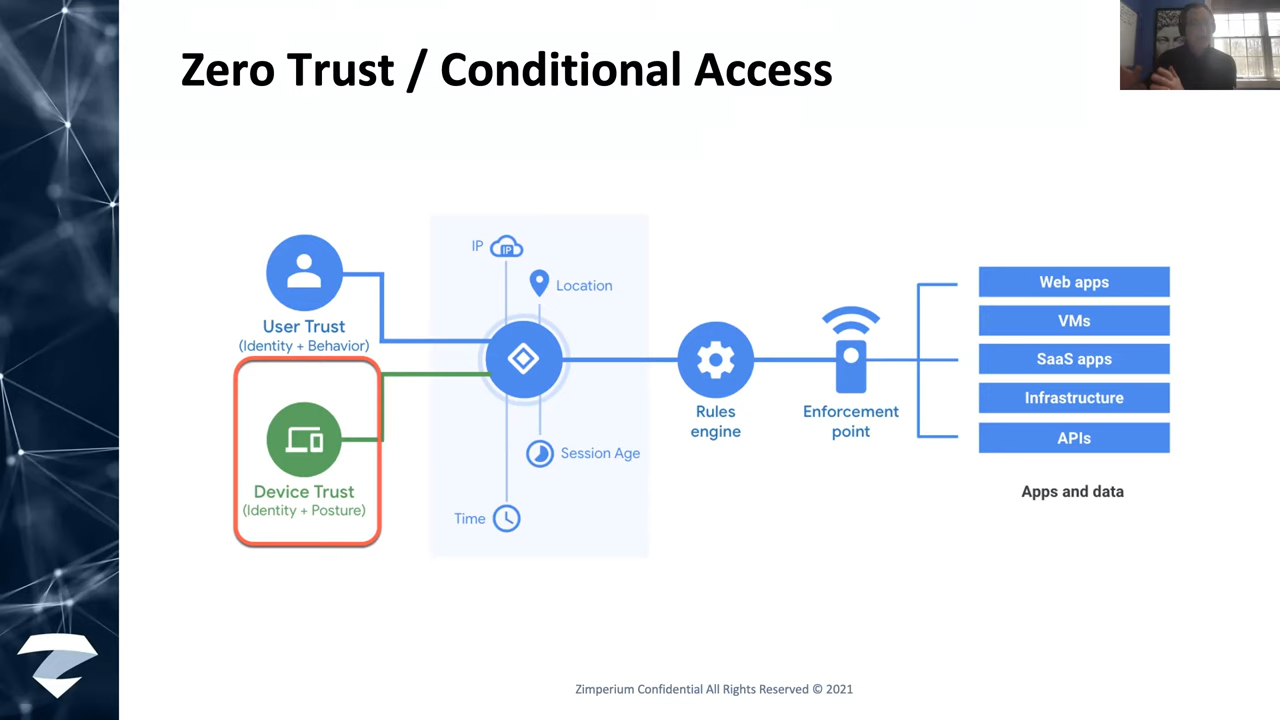 Zero Trust / Conditional Access
User Trust
(Identity + Behavior)
Device Trust
(Identity + Posture)
IP
IP
Location
Session Age
Time
Rules
engine
Enforcement
point
Web apps
VMs
SaaS apps
Infrastructure
APIs
Apps and data
Zimperium Confidential All Rights Reserved © 2021